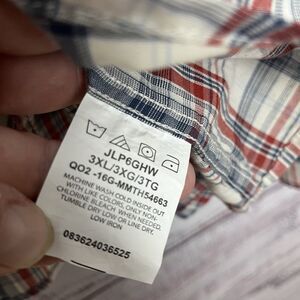 JLP6GHW
3XL/3XG/3TG
QO2 -16G-MMTH54663
MACHINE WASH COLD INSIDE OUT
WITH LIKE COLORS, ONLY NON-
CHLORINE BLEACH WHEN NEEDED
TUMBLE DRY LOW OR LINE DRY
LOW IRON
083624036525